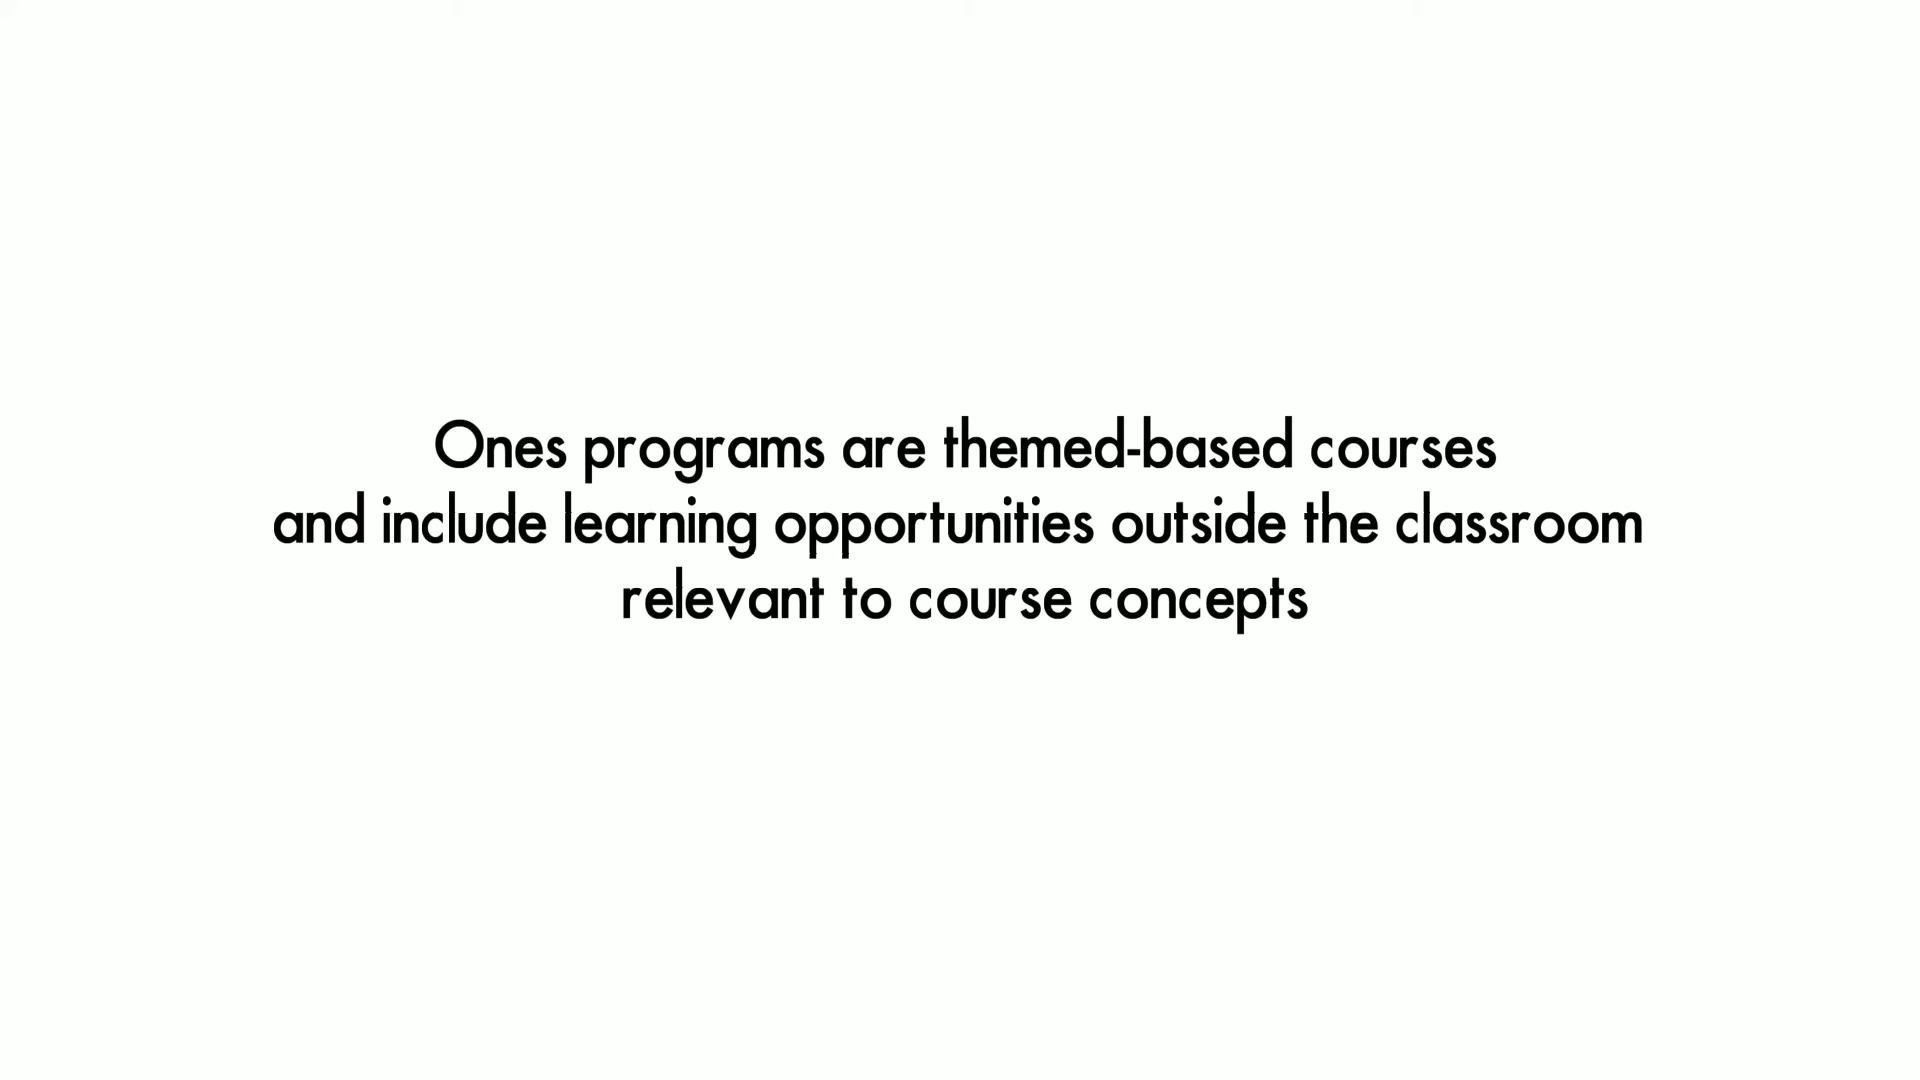 Ones programs are themed-based courses
and include learning opportunities outside the classroom
relevant to course concepts